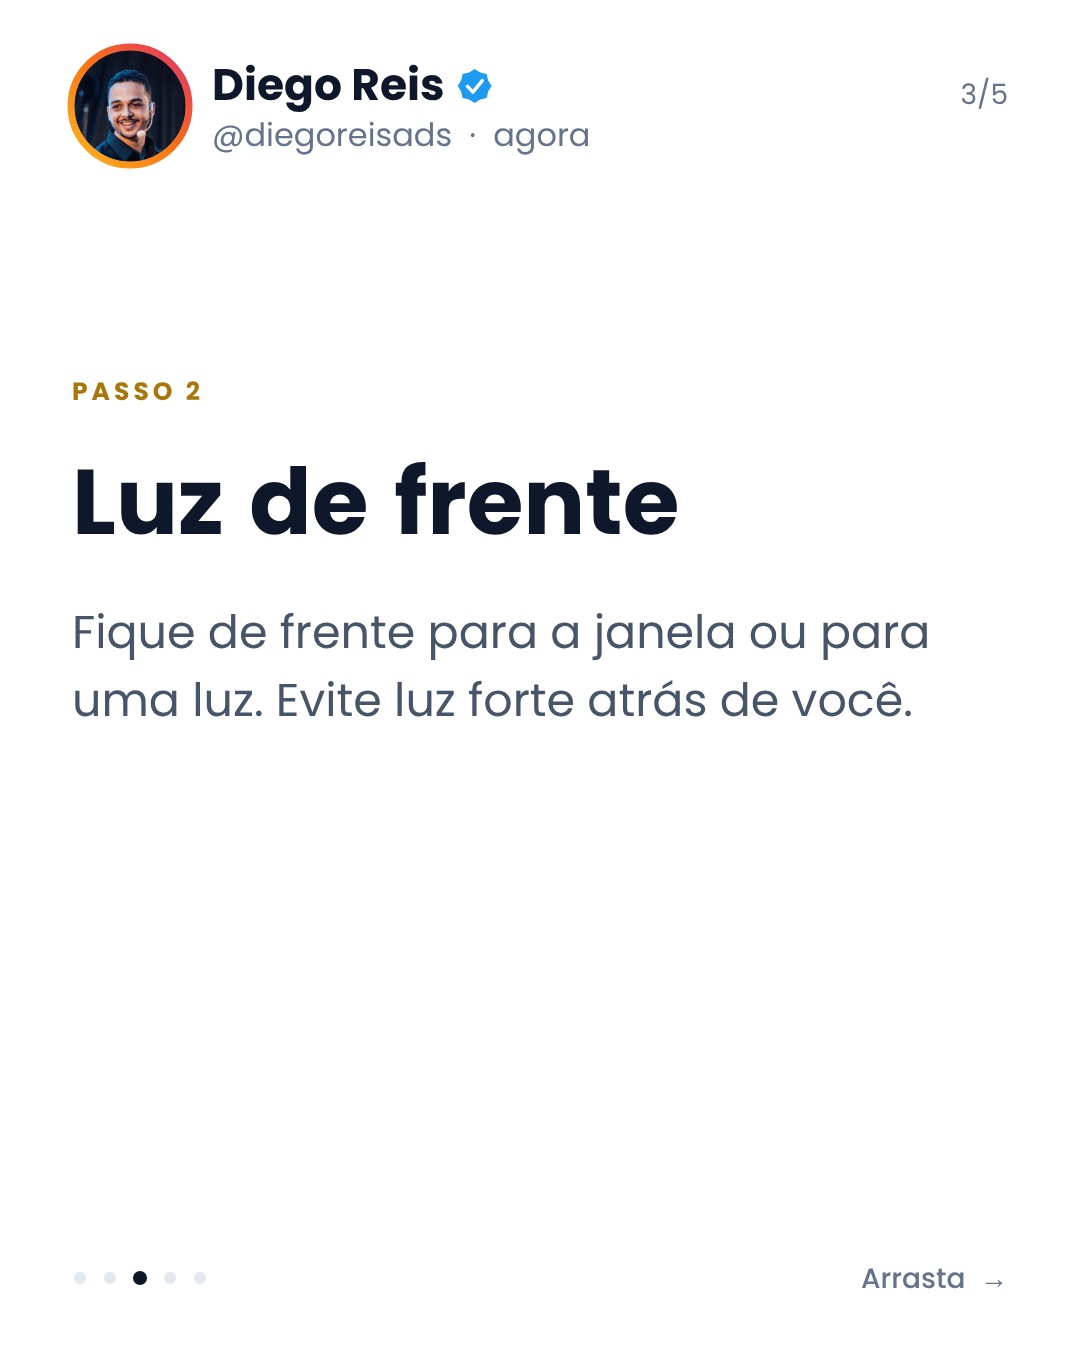 Diego Reis
@diegoreisads · agora
3/5
PASSO 2
Luz de frente
Fique de frente para a janela ou para
uma luz. Evite luz forte atrás de você.
Arrasta →